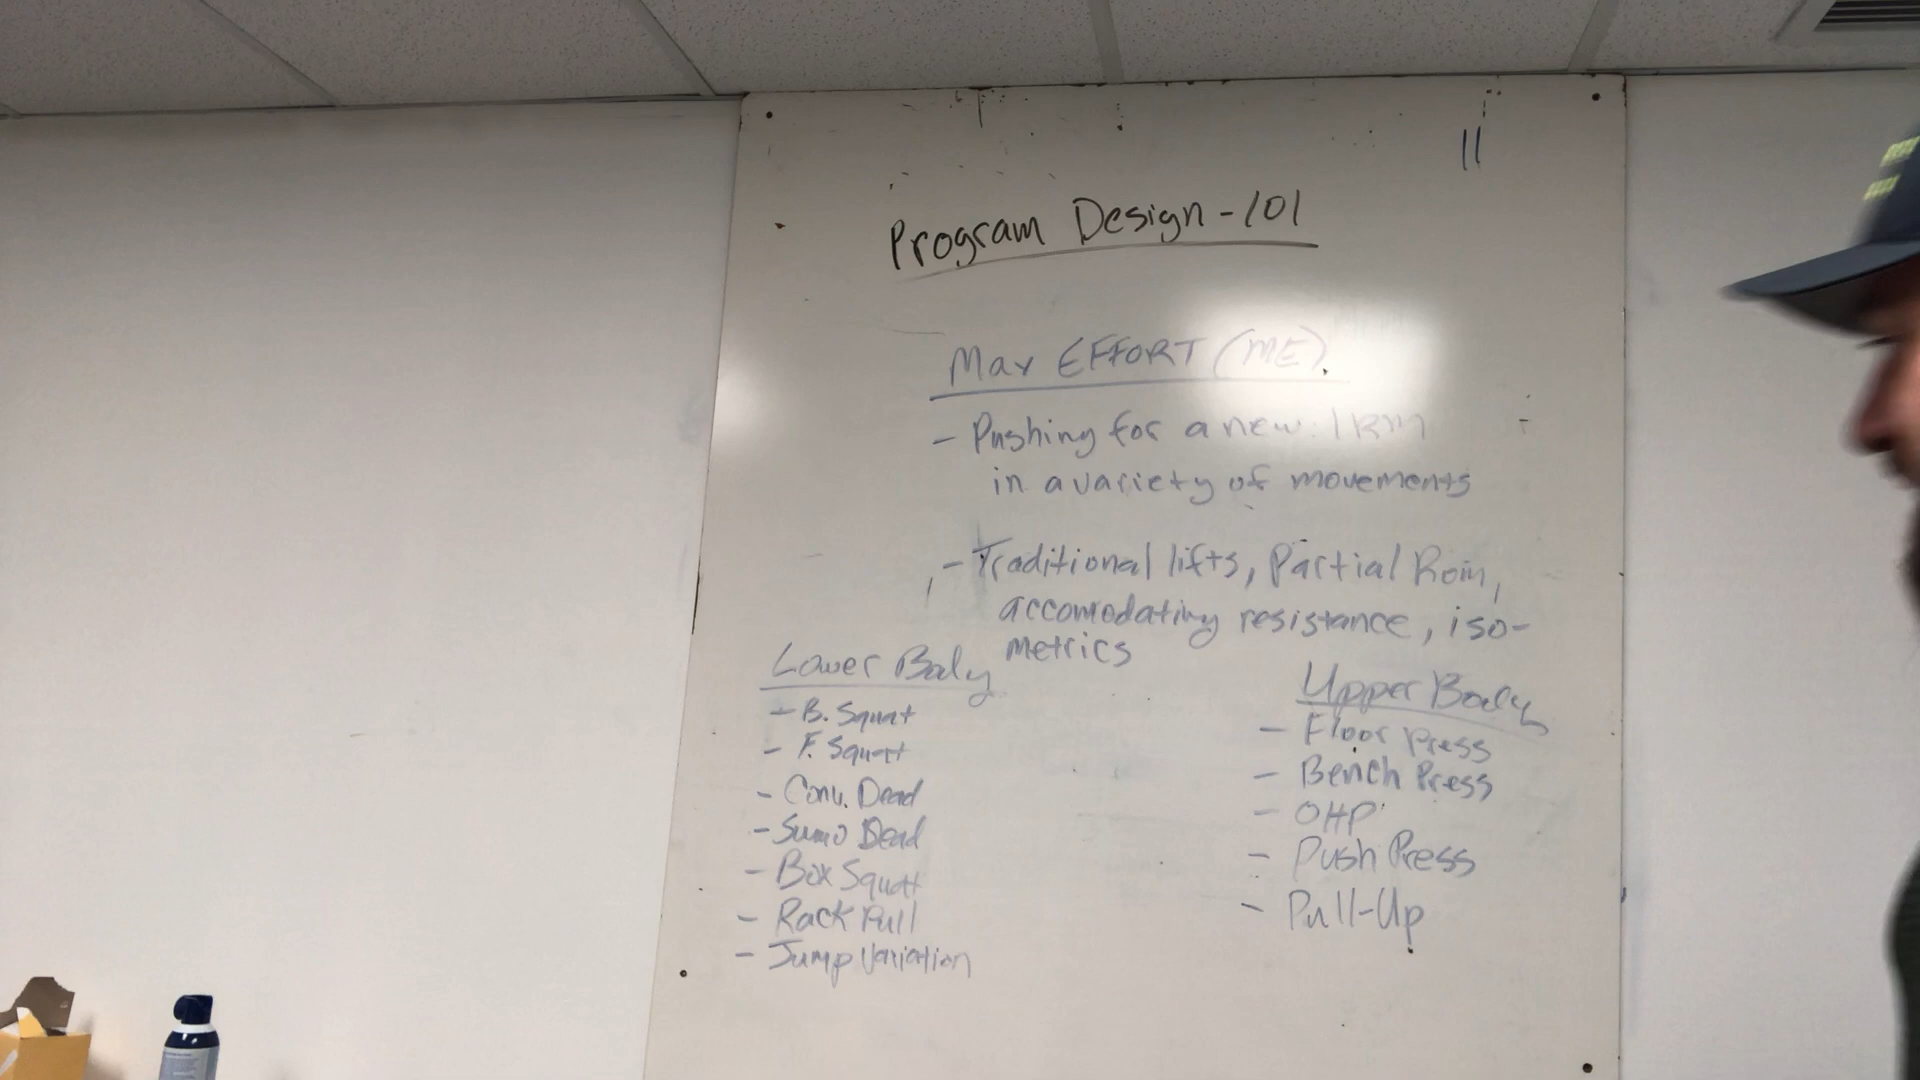 Program Design - 101
Max EFFORT (ME).
- Pushing for a new 1RM
in a variety of movements
- Traditional lifts, Partial Rom,
accomodating resistance, iso-
metrics
Lower Body
- B. Squat
- F. Squat
- Conv. Dead
- Sumo Dead
- Box Squat
- Rack Pull
- Jump Variation
Upper Body
- Floor Press
- Bench Press
- OHP
- Push Press
- Pull-Up